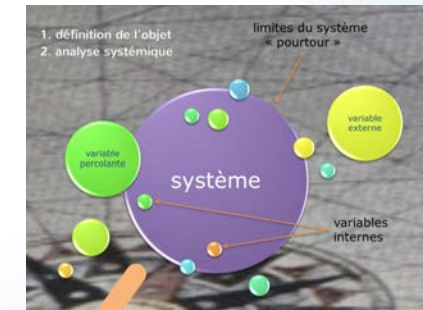 1. définition de l'objet
2. analyse systémique
limites du système
« pourtour »
variable
externe
variable
percolante
système
variables
internes